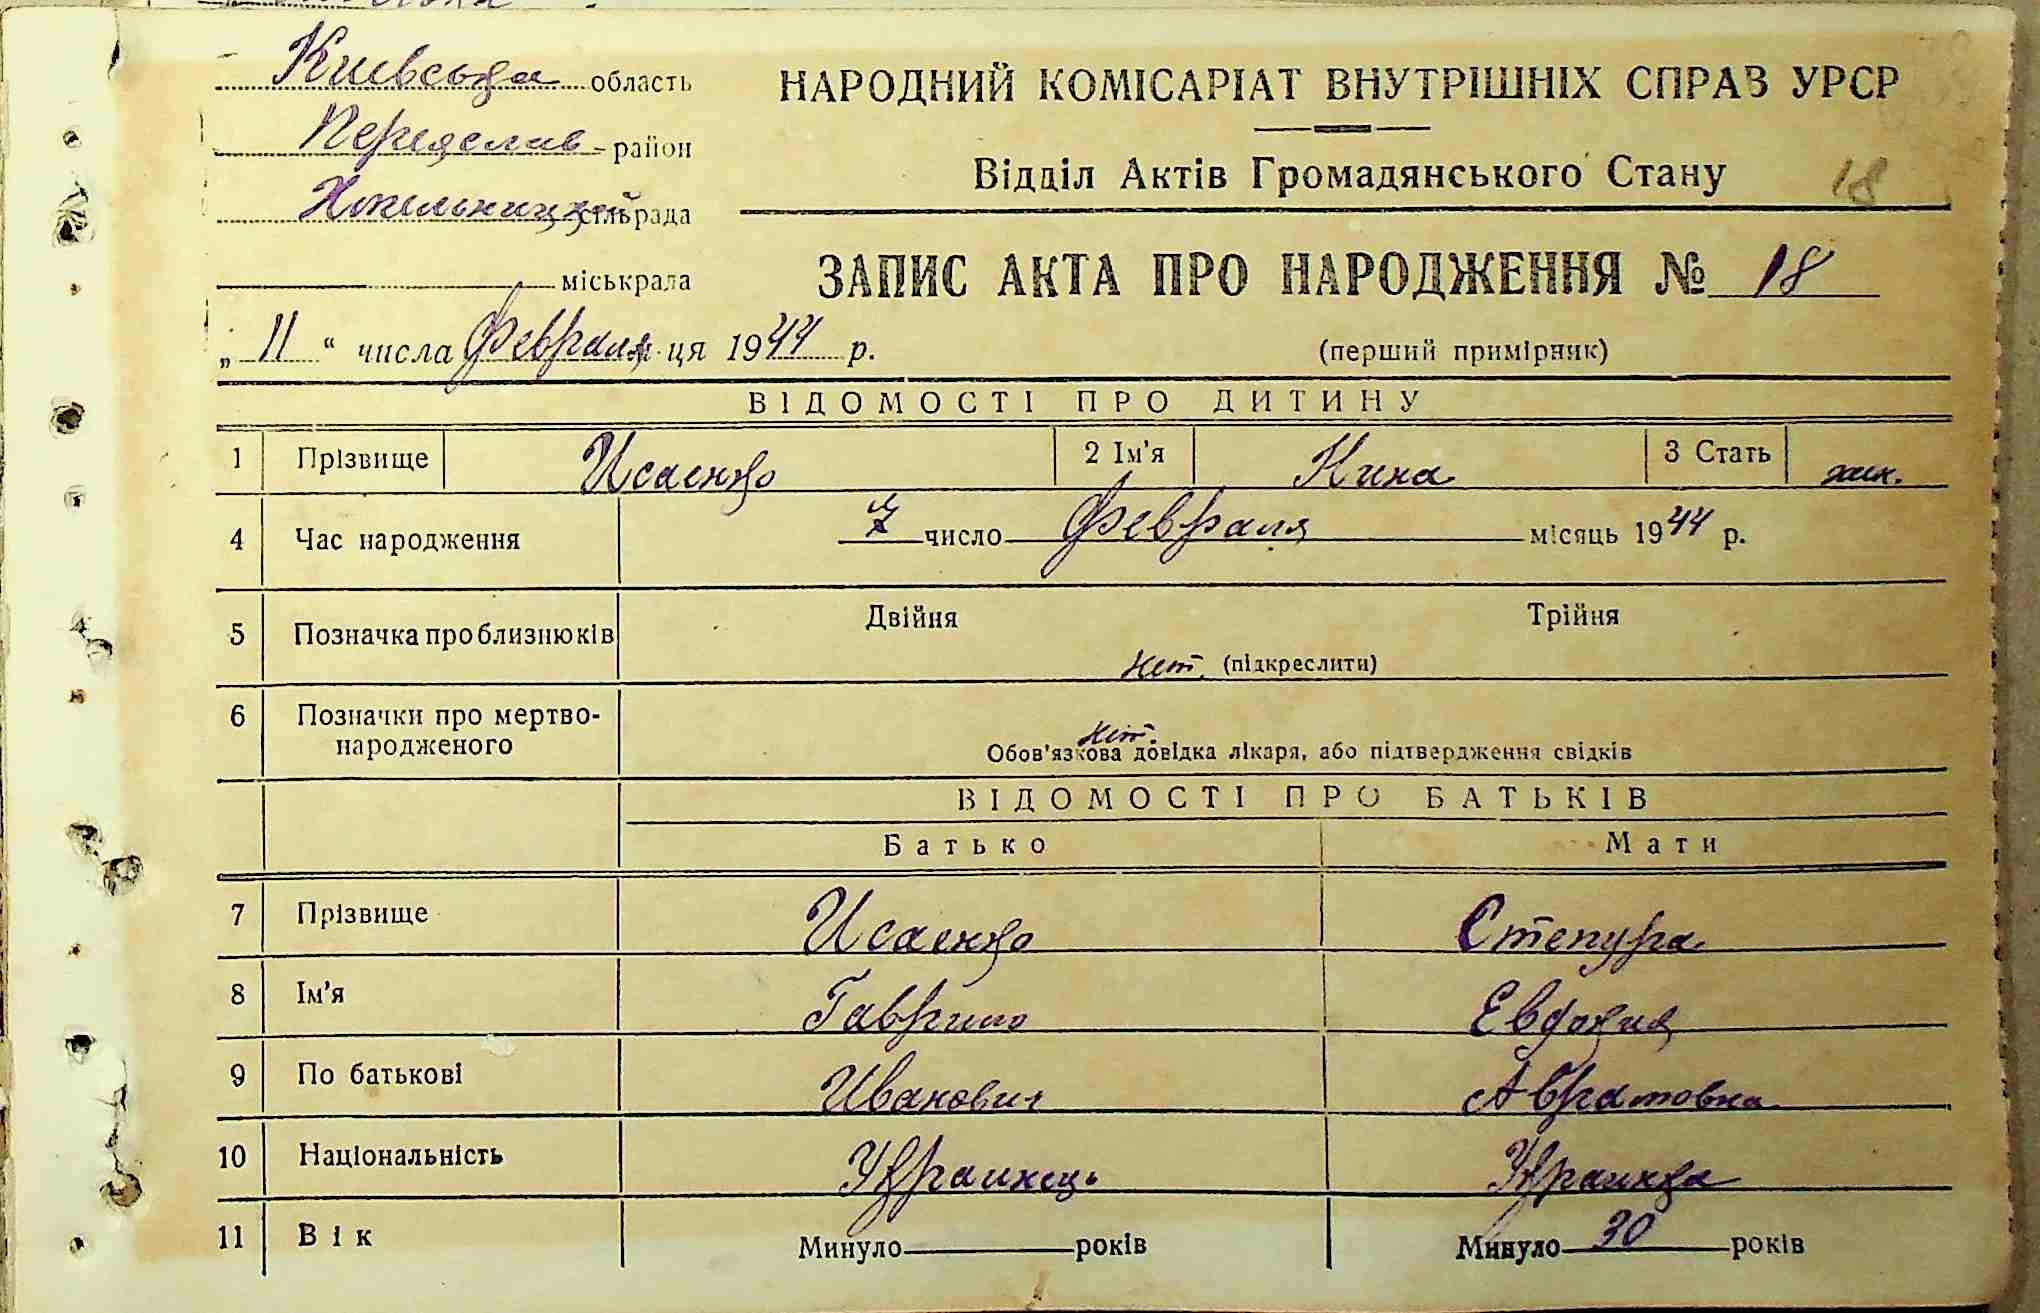 Київська область
НАРОДНИЙ КОМІСАРІАТ ВНУТРІШНІХ СПРАВ УРСР
Переяслав - район
Відділ Актів Громадянського Стану 18
Хмельницкая сільрада
ЗАПИС АКТА ПРО НАРОДЖЕННЯ № 18
міськрада
„ 11 “ числа Февраля м-ця 1944 р.
(перший примірник)
ВІДОМОСТІ ПРО ДИТИНУ
1 Прізвище Исаенко 2 Ім'я Нина 3 Стать жен.
4 Час народження 7 число Февраля місяць 1944 р.
5 Позначка про близнюків Двійня Трійня
нет. (підкреслити)
6 Позначки про мертво-
народженого нет.
Обов'язкова довідка лікаря, або підтвердження свідків
ВІДОМОСТІ ПРО БАТЬКІВ
Батько Мати
7 Прізвище Исаенко Степура
8 Ім'я Гаврило Евдокия
9 По батькові Иванович
10 Національність Украинець Украинка
11 Вік Минуло років Минуло 30 років